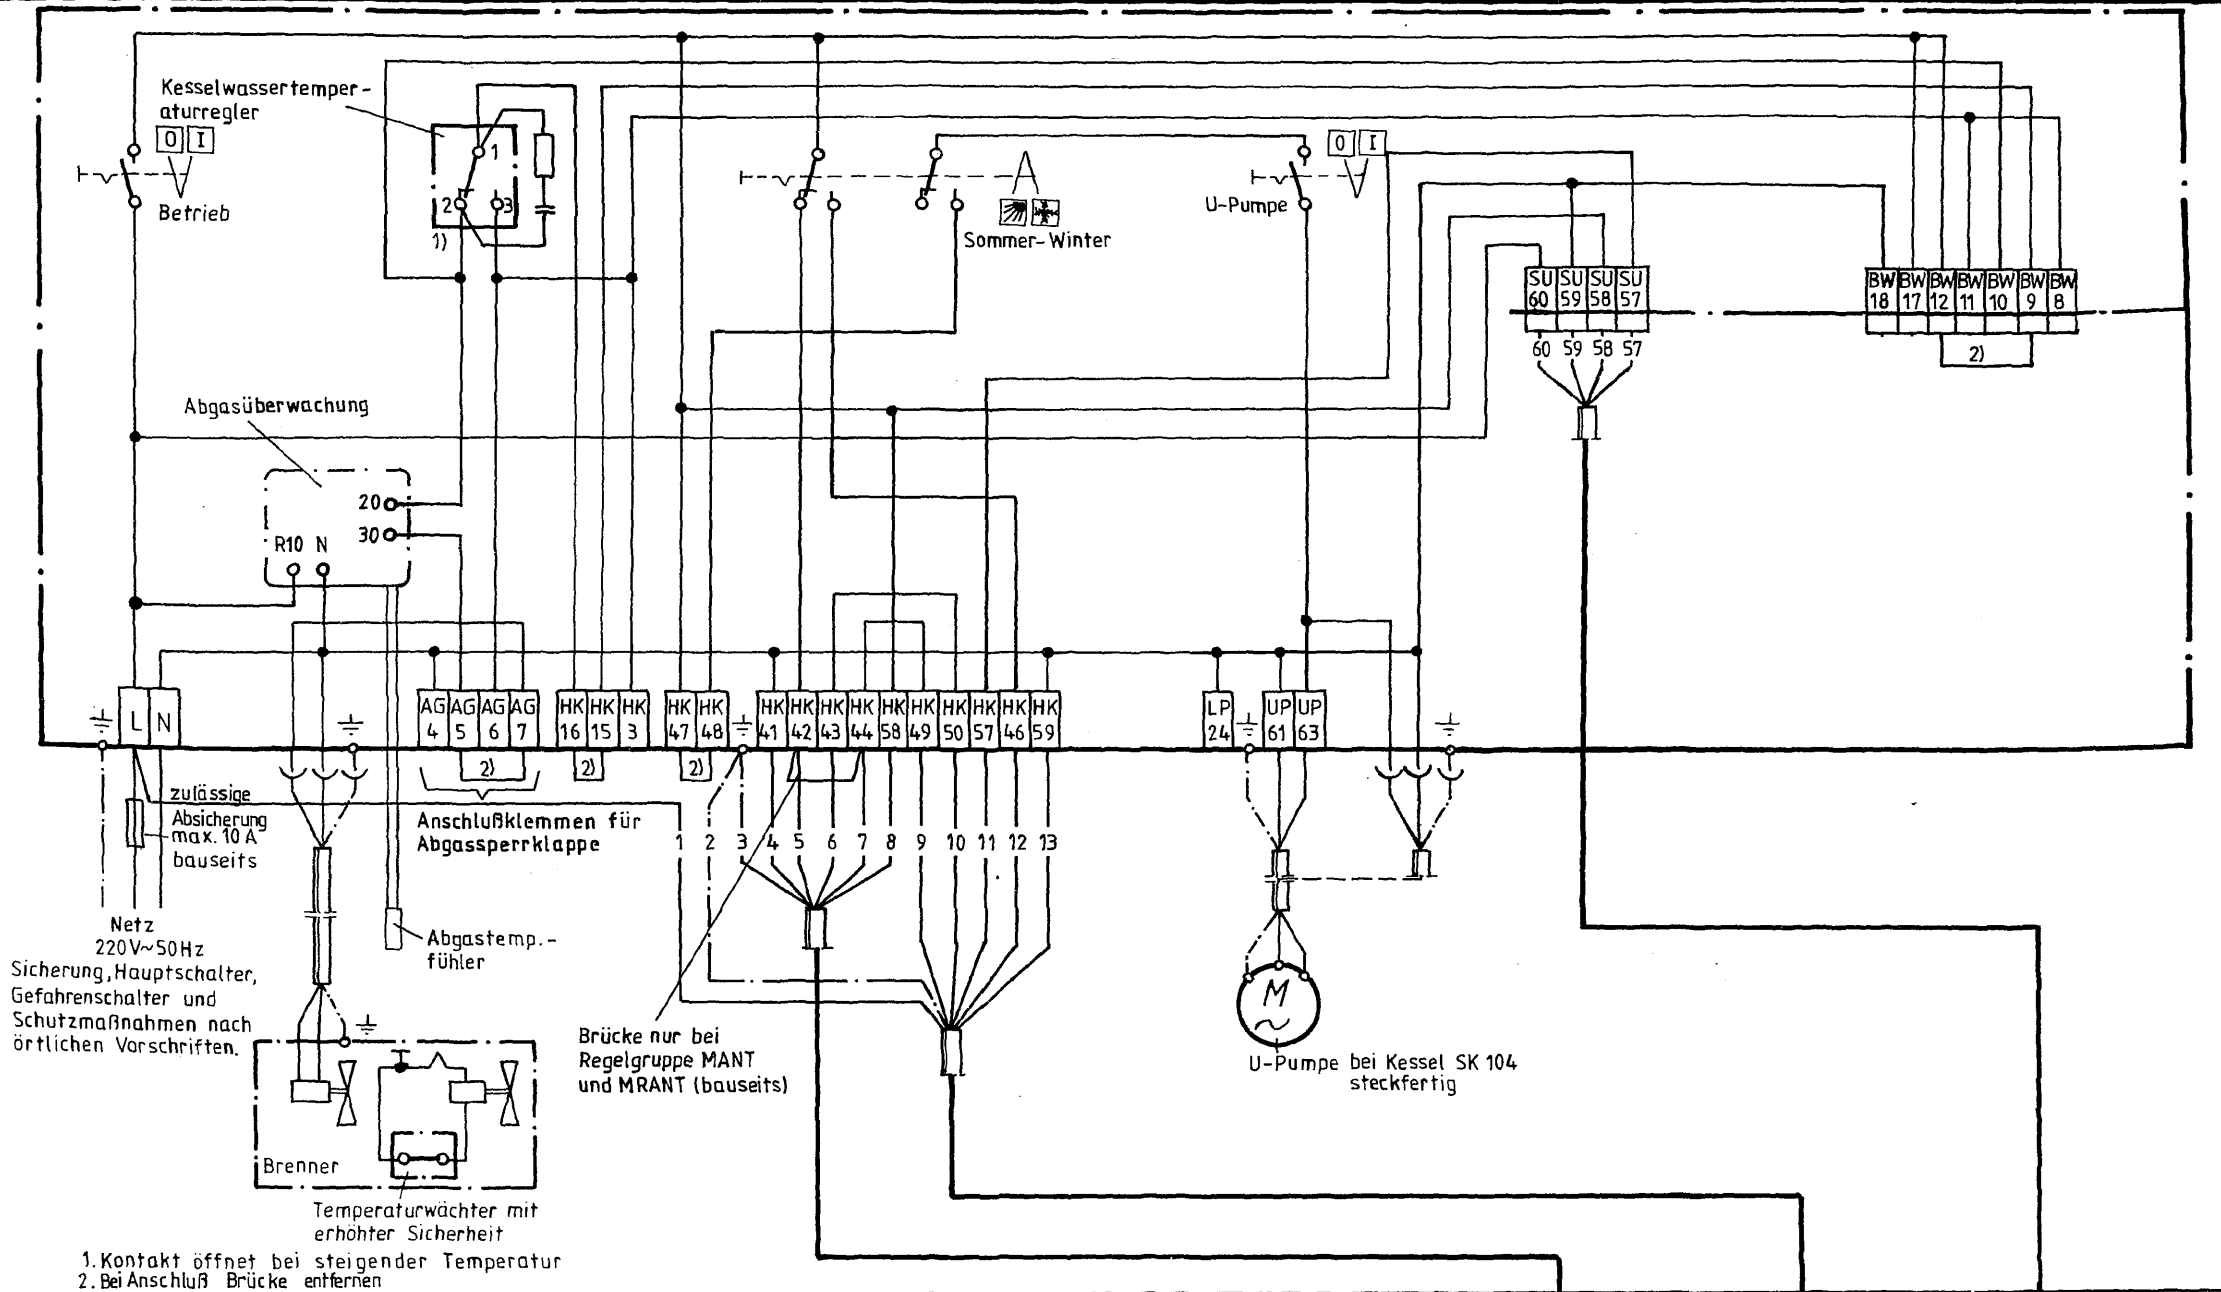 Kesselwassertemper-
aturregler
O I
Betrieb
1
2 3
1)
Sommer-Winter
O I
U-Pumpe
SU 60
SU 59
SU 58
SU 57
60 59 58 57
BW 18
BW 17
BW 12
BW 11
BW 10
BW 9
BW 8
2)
Abgasüberwachung
20
30
R10 N
L N
AG 4
AG 5
AG 6
AG 7
HK 16
HK 15
HK 3
HK 47
HK 48
HK 41
HK 42
HK 43
HK 44
HK 58
HK 49
HK 50
HK 57
HK 46
HK 59
LP 24
UP 61
UP 63
2) 2) 2)
zulässige
Absicherung
max. 10 A
bauseits
Anschlußklemmen für
Abgassperrklappe
1 2 3 4 5 6 7 8 9 10 11 12 13
Netz
220V~50Hz
Sicherung, Hauptschalter,
Gefahrenschalter und
Schutzmaßnahmen nach
örtlichen Vorschriften.
Abgastemp.-
fühler
Brücke nur bei
Regelgruppe MANT
und MRANT (bauseits)
M
~
U-Pumpe bei Kessel SK 104
steckfertig
Brenner
Temperaturwächter mit
erhöhter Sicherheit
1. Kontakt öffnet bei steigender Temperatur
2. Bei Anschluß Brücke entfernen